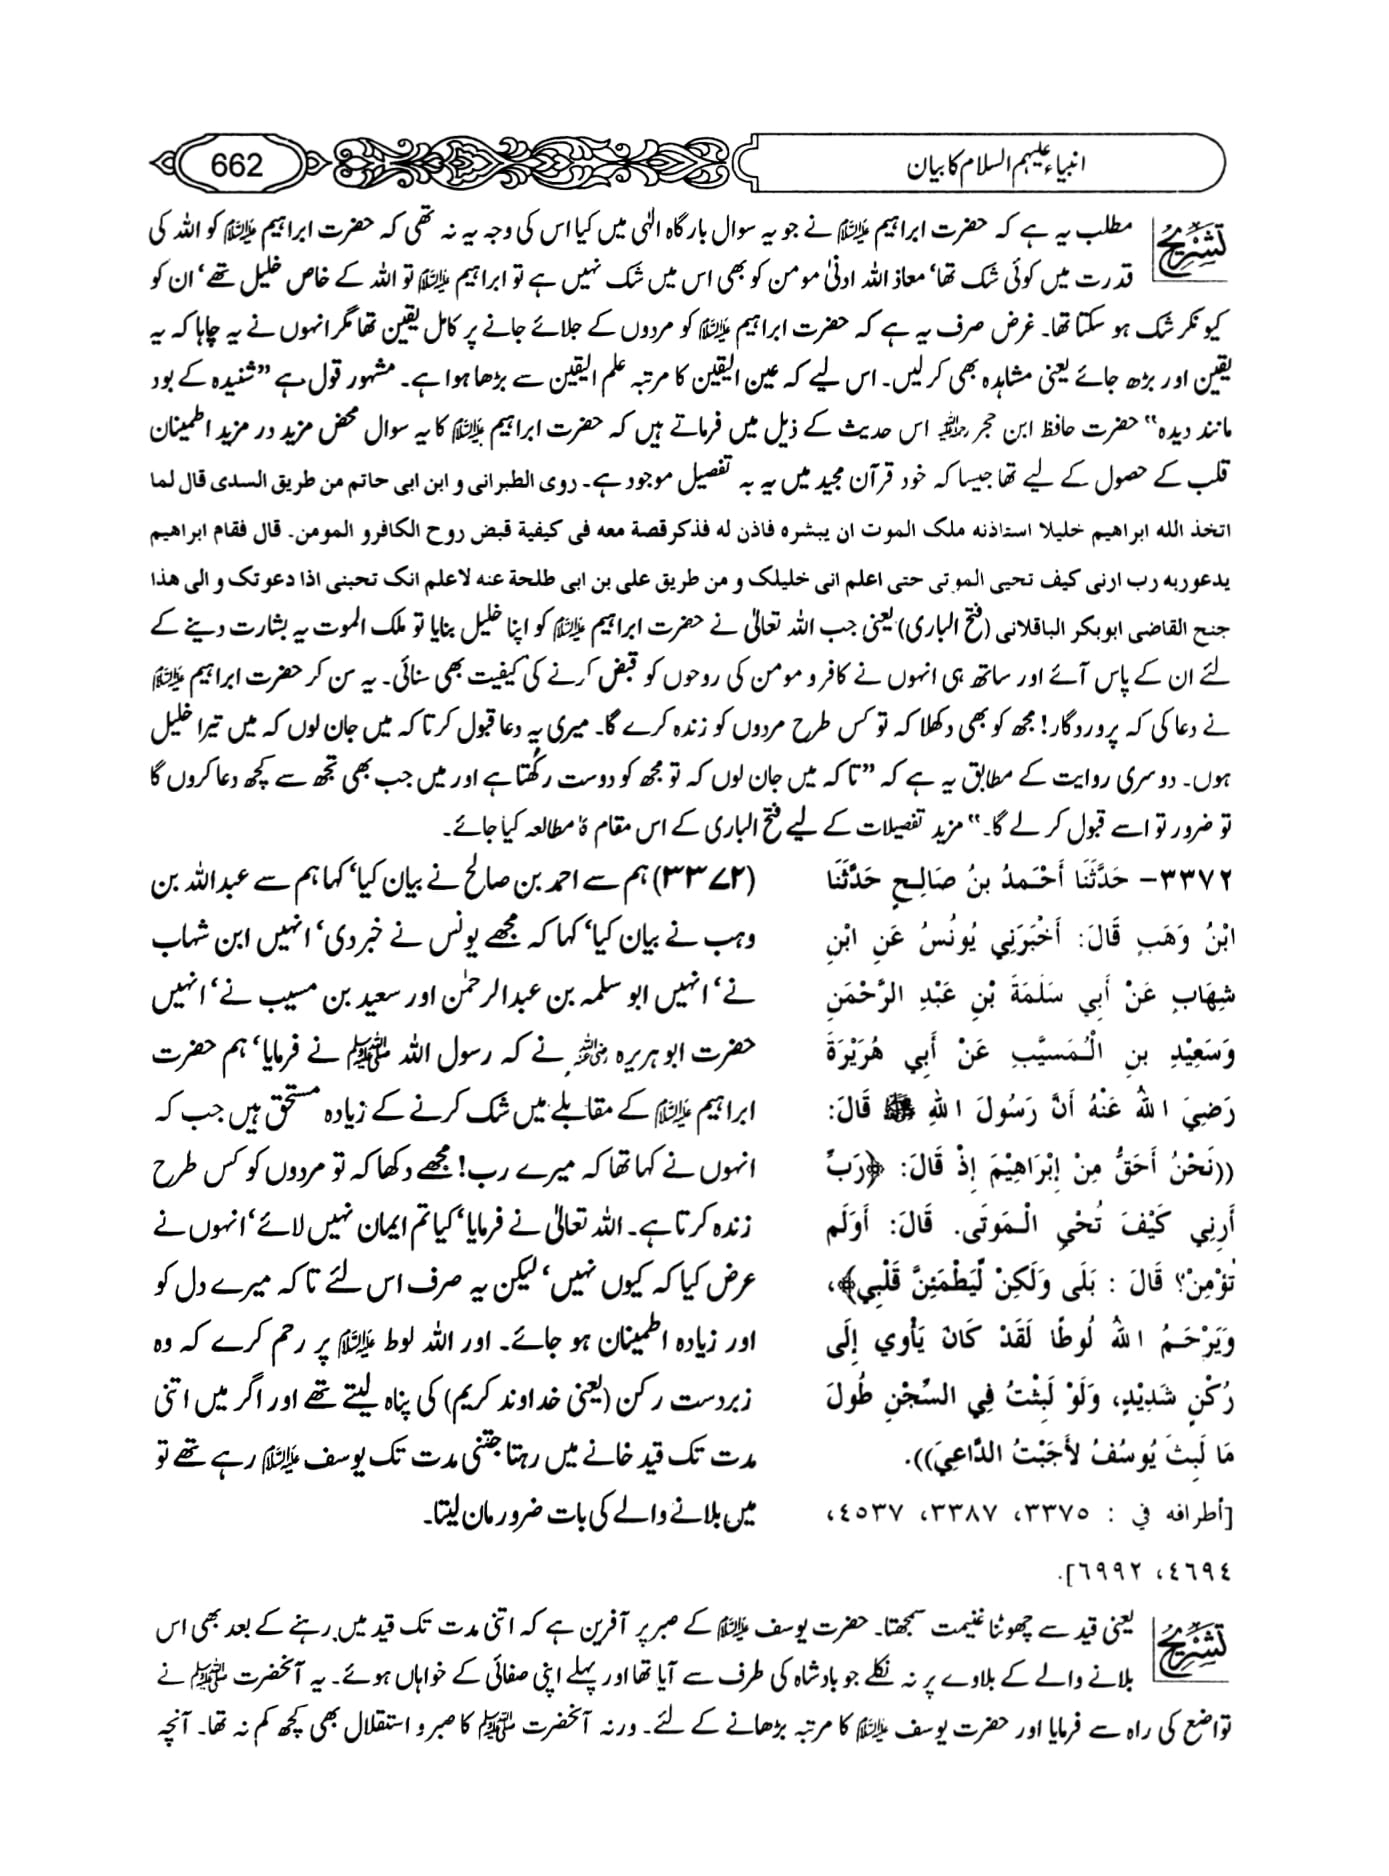 انبیاء علیہم السلام کا بیان
662
تشریح
مطلب یہ ہے کہ حضرت ابراہیم علیہ السلام نے جو یہ سوال بارگاہ الٰہی میں کیا اس کی وجہ یہ نہ تھی کہ حضرت ابراہیم علیہ السلام کو اللہ کی
قدرت میں کوئی شک تھا‘ معاذ اللہ ادنیٰ مومن کو بھی اس میں شک نہیں ہے تو ابراہیم علیہ السلام تو اللہ کے خاص خلیل تھے‘ ان کو
کیونکر شک ہو سکتا تھا۔ غرض صرف یہ ہے کہ حضرت ابراہیم علیہ السلام کو مردوں کے جلائے جانے پر کامل یقین تھا مگر انہوں نے یہ چاہا کہ یہ
یقین اور بڑھ جائے یعنی مشاہدہ بھی کر لیں۔ اس لیے کہ عین الیقین کا مرتبہ علم الیقین سے بڑھا ہوا ہے۔ مشہور قول ہے ”شنیدہ کے بود
مانند دیدہ“ حضرت حافظ ابن حجر رحمہ اللہ اس حدیث کے ذیل میں فرماتے ہیں کہ حضرت ابراہیم علیہ السلام کا یہ سوال محض مزید در مزید اطمینان
قلب کے حصول کے لیے تھا جیسا کہ خود قرآن مجید میں یہ بہ تفصیل موجود ہے۔ روی الطبرانی و ابن ابی حاتم من طریق السدی قال لما
اتخذ الله ابراهیم خلیلا استاذنه ملک الموت ان یبشره فاذن له فذکر قصة معه فی کیفیة قبض روح الکافر و المومن۔ قال فقام ابراهیم
یدعو ربه رب ارنی کیف تحیی الموتی حتی اعلم انی خلیلک و من طریق علی بن ابی طلحة عنه لاعلم انک تحبنی اذا دعوتک و الی هذا
جنح القاضی ابوبکر الباقلانی (فتح الباری) یعنی جب اللہ تعالیٰ نے حضرت ابراہیم علیہ السلام کو اپنا خلیل بنایا تو ملک الموت یہ بشارت دینے کے
لئے ان کے پاس آئے اور ساتھ ہی انہوں نے کافر و مومن کی روحوں کو قبض کرنے کی کیفیت بھی سنائی۔ یہ سن کر حضرت ابراہیم علیہ السلام
نے دعا کی کہ پروردگار! مجھ کو بھی دکھلا کہ تو کس طرح مردوں کو زندہ کرے گا۔ میری یہ دعا قبول کر تاکہ میں جان لوں کہ میں تیرا خلیل
ہوں۔ دوسری روایت کے مطابق یہ ہے کہ ”تاکہ میں جان لوں کہ تو مجھ کو دوست رکھتا ہے اور میں جب بھی تجھ سے کچھ دعا کروں گا
تو ضرور تو اسے قبول کر لے گا۔“ مزید تفصیلات کے لیے فتح الباری کے اس مقام کا مطالعہ کیا جائے۔
٣٣٧٢- حَدَّثَنَا أَحْمَدُ بنُ صَالِحٍ حَدَّثَنَا
ابْنُ وَهَبٍ قَالَ: أَخْبَرَنِي يُونُسُ عَنِ ابْنِ
شِهَابٍ عَنْ أَبِي سَلَمَةَ بْنِ عَبْدِ الرَّحْمَنِ
وَسَعِيْدِ بنِ الْمُسَيَّبِ عَنْ أَبِي هُرَيْرَةَ
رَضِيَ اللهُ عَنْهُ أَنَّ رَسُولَ اللهِ ﷺ قَالَ:
((نَحْنُ أَحَقُّ مِنْ إِبْرَاهِيْمَ إِذْ قَالَ: ﴿رَبِّ
أَرِنِي كَيْفَ تُحْيِ الْمَوتَى. قَالَ: أَوَلَم
تُؤمِنْ؟ قَالَ : بَلَى وَلَكِنْ لِّيَطْمَئِنَّ قَلْبِي﴾،
وَيَرْحَمُ اللهُ لُوطًا لَقَدْ كَانَ يَأْوِي إِلَى
رُكْنٍ شَدِيْدٍ، وَلَوْ لَبِثْتُ فِي السِّجْنِ طُولَ
مَا لَبِثَ يُوسُفُ لأَجَبْتُ الدَّاعِيَ)).
[أطرافه في : ٣٣٧٥، ٣٣٨٧، ٤٥٣٧،
٤٦٩٤، ٦٩٩٢].
(۳۳۷۲) ہم سے احمد بن صالح نے بیان کیا‘ کہا ہم سے عبداللہ بن
وہب نے بیان کیا‘ کہا کہ مجھے یونس نے خبر دی‘ انہیں ابن شہاب
نے‘ انہیں ابو سلمہ بن عبدالرحمٰن اور سعید بن مسیب نے‘ انہیں
حضرت ابو ہریرہ رضی اللہ عنہ نے کہ رسول اللہ ﷺ نے فرمایا‘ ہم حضرت
ابراہیم علیہ السلام کے مقابلے میں شک کرنے کے زیادہ مستحق ہیں جب کہ
انہوں نے کہا تھا کہ میرے رب! مجھے دکھا کہ تو مردوں کو کس طرح
زندہ کرتا ہے۔ اللہ تعالیٰ نے فرمایا‘ کیا تم ایمان نہیں لائے‘ انہوں نے
عرض کیا کہ کیوں نہیں‘ لیکن یہ صرف اس لئے تاکہ میرے دل کو
اور زیادہ اطمینان ہو جائے۔ اور اللہ لوط علیہ السلام پر رحم کرے کہ وہ
زبردست رکن (یعنی خداوند کریم) کی پناہ لیتے تھے اور اگر میں اتنی
مدت تک قید خانے میں رہتا جتنی مدت تک یوسف علیہ السلام رہے تھے تو
میں بلانے والے کی بات ضرور مان لیتا۔
تشریح
یعنی قید سے چھوٹنا غنیمت سمجھتا۔ حضرت یوسف علیہ السلام کے صبر پر آفرین ہے کہ اتنی مدت تک قید میں رہنے کے بعد بھی اس
بلانے والے کے بلاوے پر نہ نکلے جو بادشاہ کی طرف سے آیا تھا اور پہلے اپنی صفائی کے خواہاں ہوئے۔ یہ آنحضرت ﷺ نے
تواضع کی راہ سے فرمایا اور حضرت یوسف علیہ السلام کا مرتبہ بڑھانے کے لئے۔ ورنہ آنحضرت ﷺ کا صبر و استقلال بھی کچھ کم نہ تھا۔ آنچہ